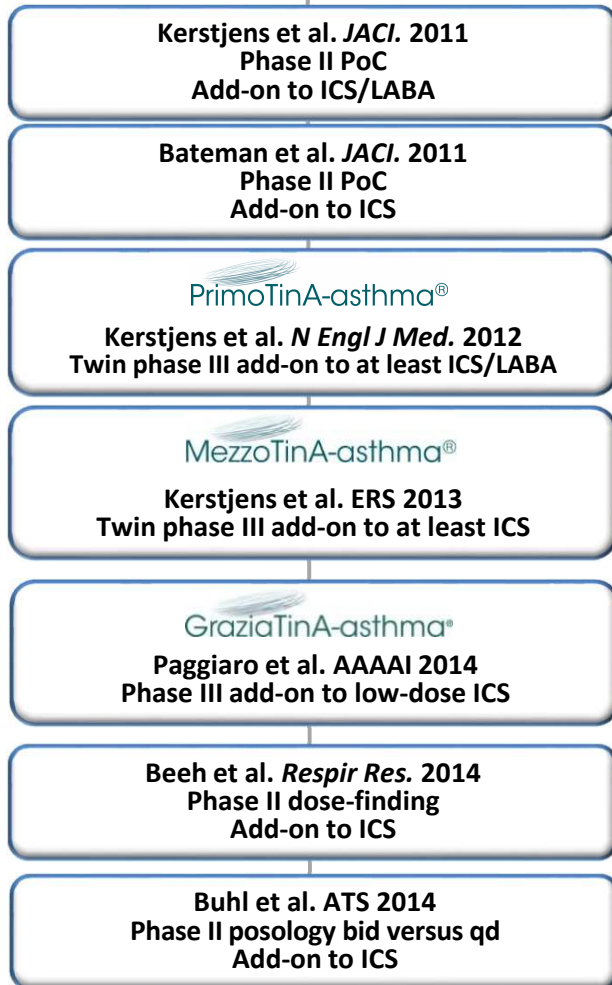 Kerstjens et al. JACI. 2011
Phase II PoC
Add-on to ICS/LABA
Bateman et al. JACI. 2011
Phase II PoC
Add-on to ICS
PrimoTinA-asthma®
Kerstjens et al. N Engl J Med. 2012
Twin phase III add-on to at least ICS/LABA
MezzoTinA-asthma®
Kerstjens et al. ERS 2013
Twin phase III add-on to at least ICS
GraziaTinA-asthma®
Paggiaro et al. AAAAI 2014
Phase III add-on to low-dose ICS
Beeh et al. Respir Res. 2014
Phase II dose-finding
Add-on to ICS
Buhl et al. ATS 2014
Phase II posology bid versus qd
Add-on to ICS